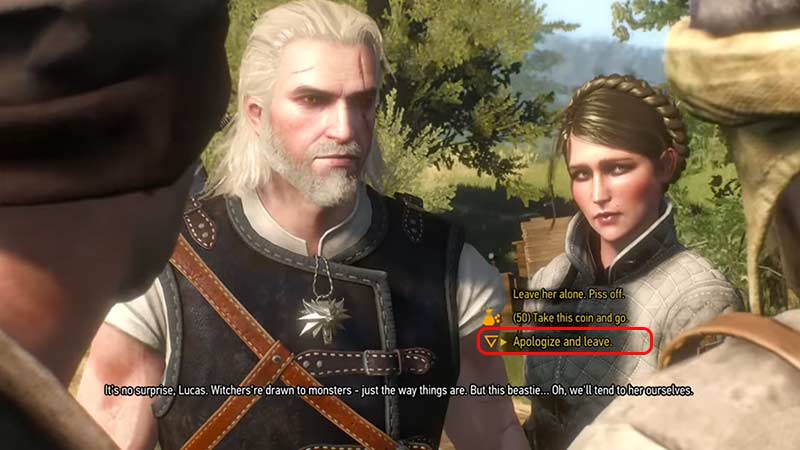 Leave her alone. Piss off.
(50) Take this coin and go.
Apologize and leave.
It's no surprise, Lucas. Witchers're drawn to monsters - just the way things are. But this beastie... Oh, we'll tend to her ourselves.